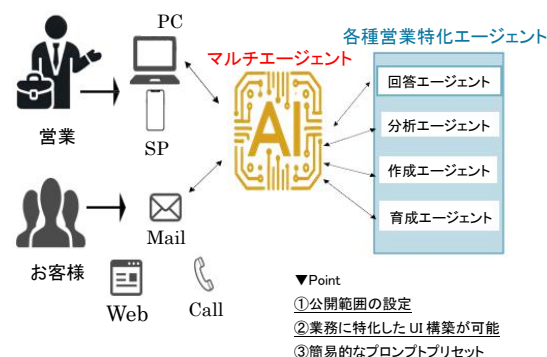 PC
各種営業特化エージェント
マルチエージェント
回答エージェント
AI
分析エージェント
営業
SP
作成エージェント
育成エージェント
Mail
お客様
Web
Call
▼Point
①公開範囲の設定
②業務に特化した UI 構築が可能
③簡易的なプロンプトプリセット